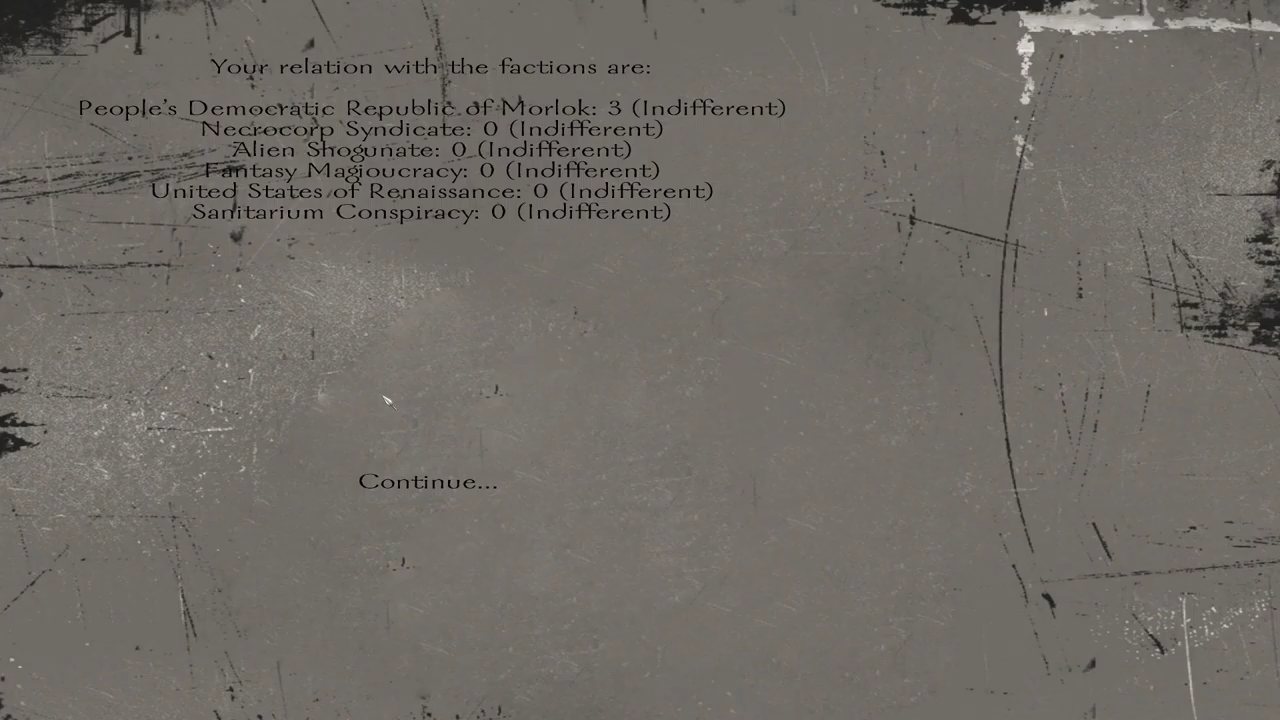 Your relation with the factions are:
People's Democratic Republic of Morlok: 3 (Indifferent)
Necrocorp Syndicate: 0 (Indifferent)
Alien Shogunate: 0 (Indifferent)
Fantasy Magioucracy: 0 (Indifferent)
United States of Renaissance: 0 (Indifferent)
Sanitarium Conspiracy: 0 (Indifferent)
Continue...